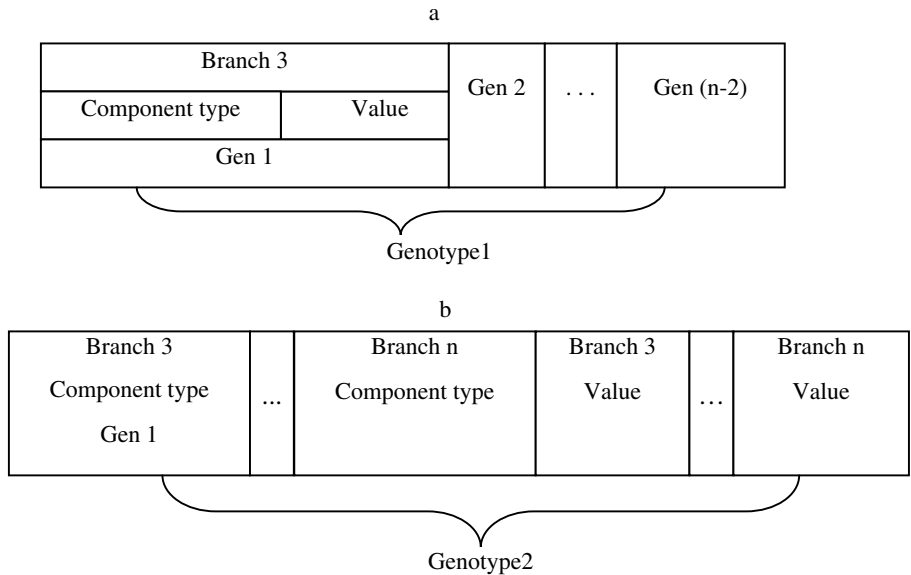 a
Branch 3
Component type Value
Gen 1
Gen 2
. . .
Gen (n-2)
Genotype1
b
Branch 3
Component type
Gen 1
...
Branch n
Component type
Branch 3
Value
...
Branch n
Value
Genotype2